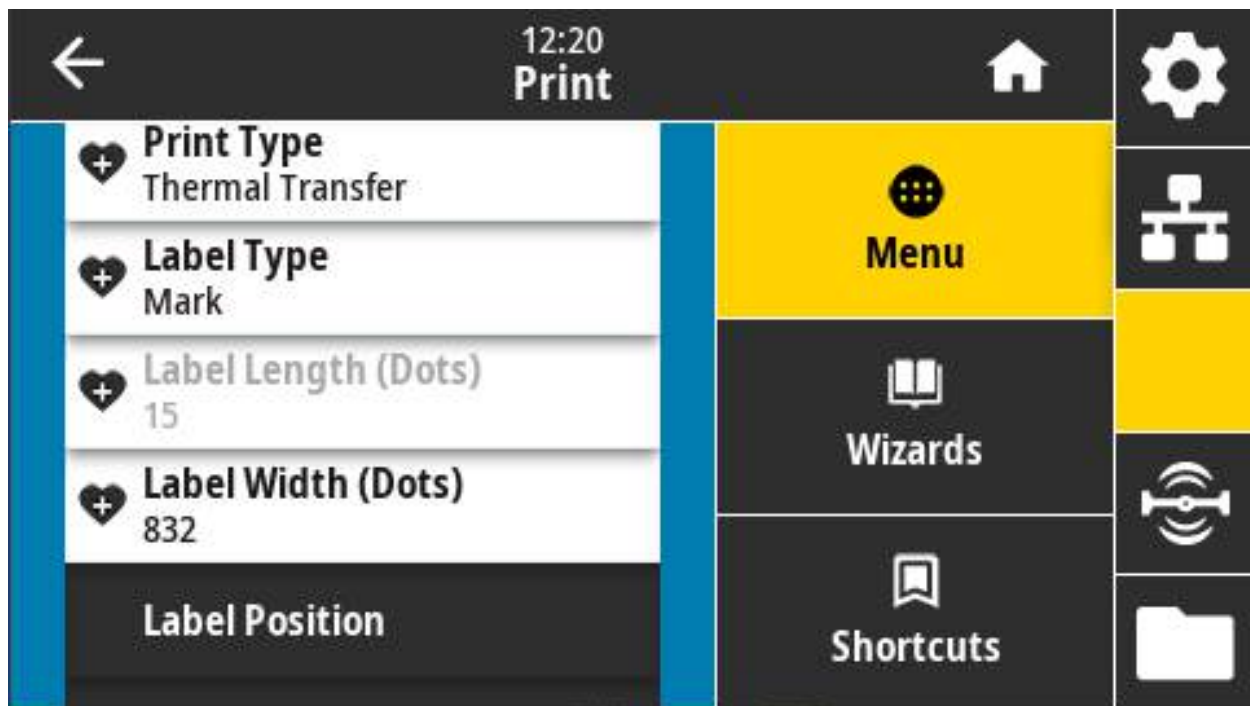 12:20
Print
Print Type
Thermal Transfer
Label Type
Mark
Label Length (Dots)
15
Label Width (Dots)
832
Label Position
Menu
Wizards
Shortcuts